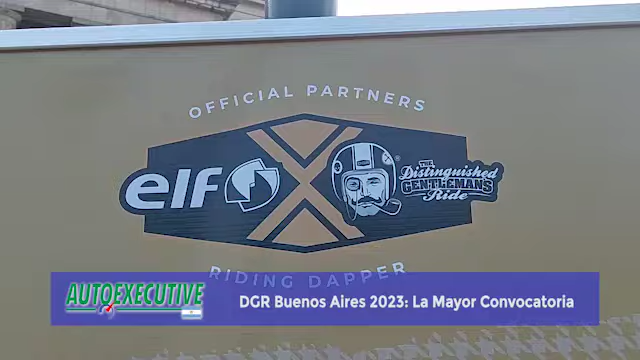 OFFICIAL PARTNERS
elf
THE
Distinguished
GENTLEMAN'S
Ride
RIDING DAPPER
AUTOEXECUTIVE
DGR Buenos Aires 2023: La Mayor Convocatoria